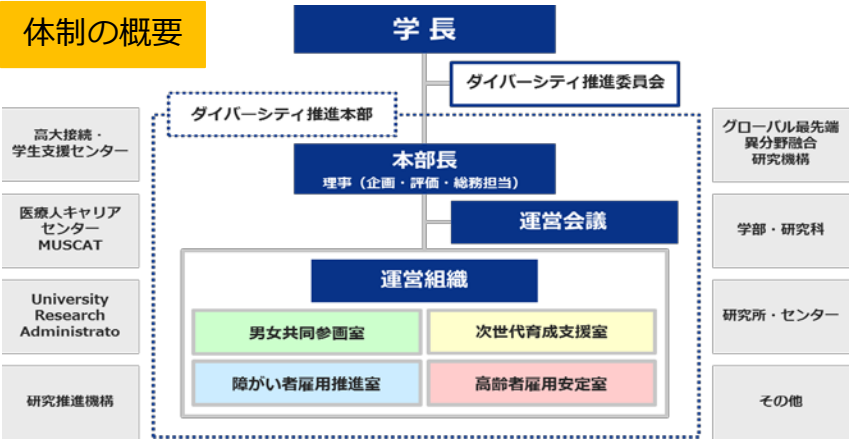 体制の概要
学長
ダイバーシティ推進委員会
ダイバーシティ推進本部
本部長
理事（企画・評価・総務担当）
運営会議
運営組織
男女共同参画室
次世代育成支援室
障がい者雇用推進室
高齢者雇用安定室
高大接続・
学生支援センター
医療人キャリア
センター
MUSCAT
University
Research
Administrato
研究推進機構
グローバル最先端
異分野融合
研究機構
学部・研究科
研究所・センター
その他